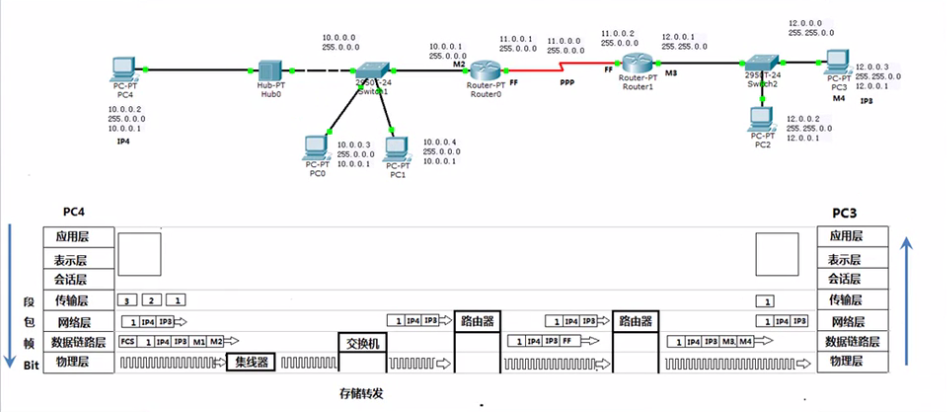 PC-PT
PC4
10.0.0.2
255.0.0.0
10.0.0.1
IP4
Hub-PT
Hub0
10.0.0.0
255.0.0.0
2950T-24
Switch1
10.0.0.3
255.0.0.0
10.0.0.1
PC-PT
PC0
10.0.0.4
255.0.0.0
10.0.0.1
PC-PT
PC1
10.0.0.1
255.0.0.0
M2
Router-PT
Router0
11.0.0.1
255.0.0.0
FF
11.0.0.0
255.0.0.0
PPP
11.0.0.2
255.0.0.0
FF
Router-PT
Router1
12.0.0.1
255.255.0.0
M3
12.0.0.0
255.255.0.0
2950T-24
Switch2
12.0.0.2
255.255.0.0
12.0.0.1
PC-PT
PC2
12.0.0.3
255.255.0.0
12.0.0.1
PC-PT
PC3
M4
IP3
PC4
PC3
应用层
应用层
表示层
表示层
会话层
会话层
段 传输层 3 2 1
1 传输层
包 网络层 1 IP4 IP3
1 IP4 IP3 路由器
1 IP4 IP3 路由器
1 IP4 IP3 网络层
帧 数据链路层 FCS 1 IP4 IP3 M1 M2
交换机
1 IP4 IP3 FF
1 IP4 IP3 M3 M4 数据链路层
Bit 物理层
集线器
物理层
存储转发